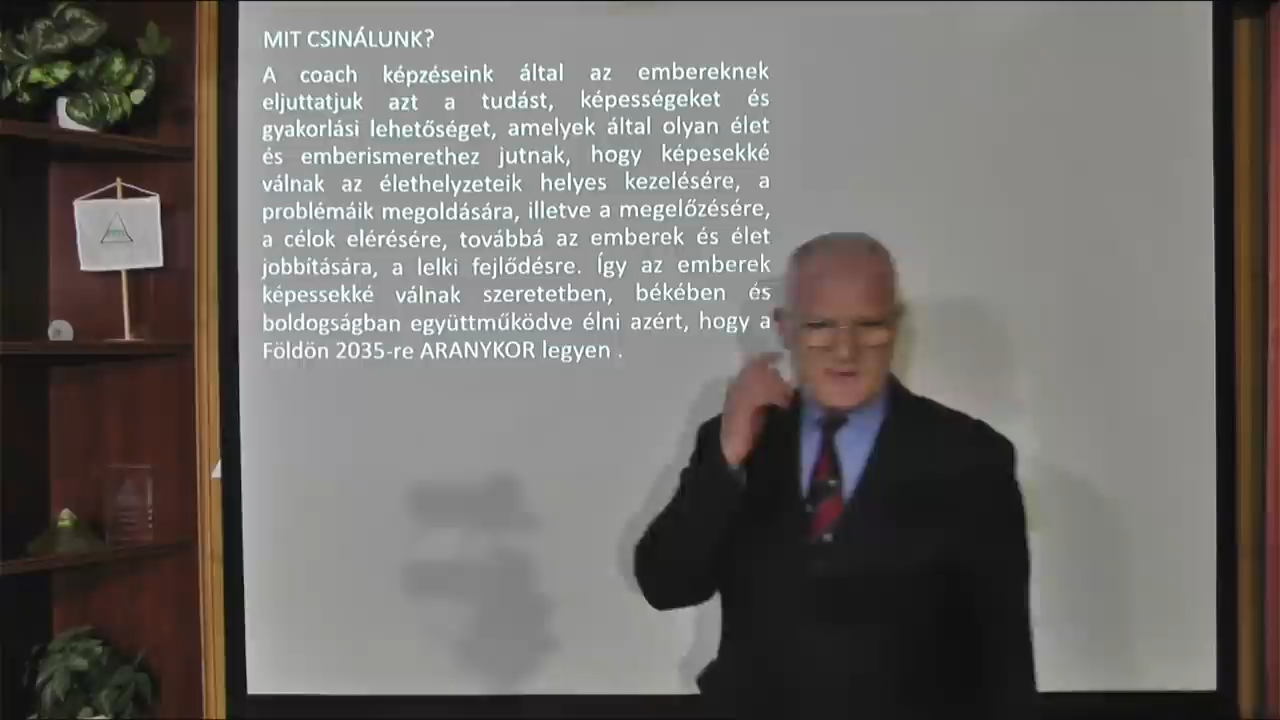 MIT CSINÁLUNK?
A coach képzéseink által az embereknek
eljuttatjuk azt a tudást, képességeket és
gyakorlási lehetőséget, amelyek által olyan élet
és emberismerethez jutnak, hogy képesekké
válnak az élethelyzeteik helyes kezelésére, a
problémáik megoldására, illetve a megelőzésére,
a célok elérésére, továbbá az emberek és élet
jobbítására, a lelki fejlődésre. Így az emberek
képessekké válnak szeretetben, békében és
boldogságban együttműködve élni azért, hogy a
Földön 2035-re ARANYKOR legyen .